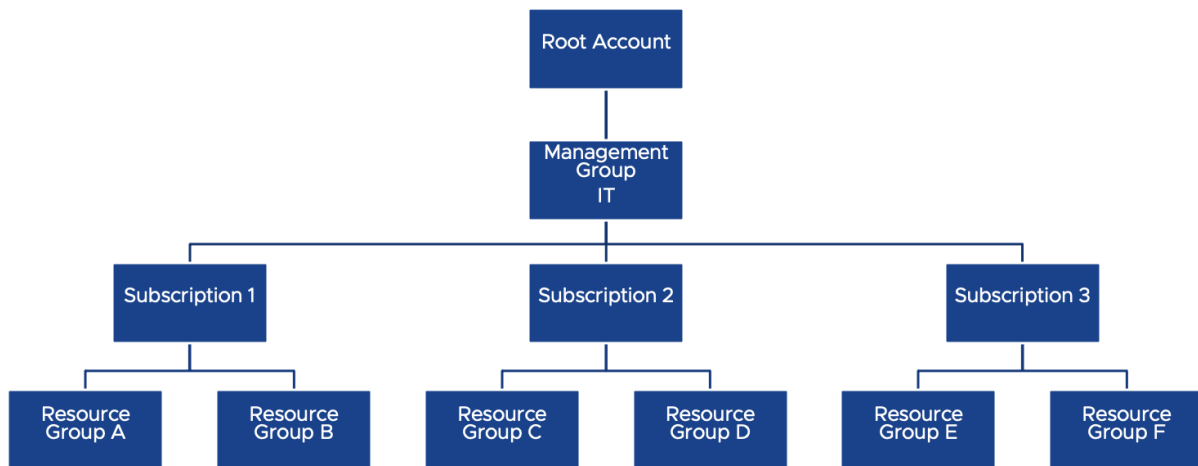 Root Account
Management
Group
IT
Subscription 1
Subscription 2
Subscription 3
Resource
Group A
Resource
Group B
Resource
Group C
Resource
Group D
Resource
Group E
Resource
Group F